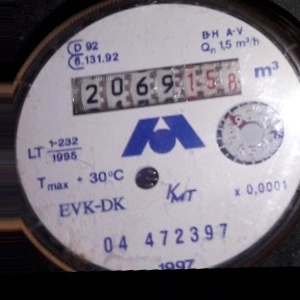 D 92
6.131.92
B-H A-V
Qn 1,5 m³/h
2069158 m³
LT 1-232
1995
Tmax + 30°C
EVK-DK
x 0,0001
04 472397
1997